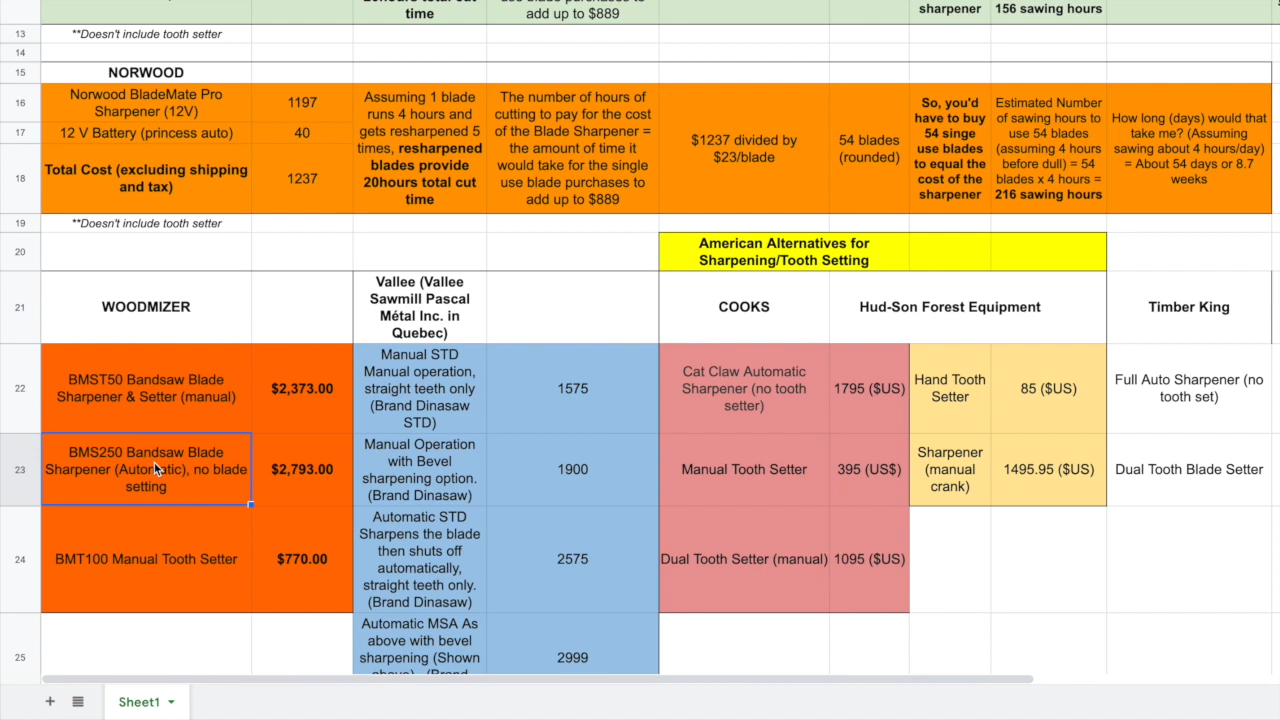 20hours total cut
time
use blade purchases to
add up to $889
sharpener
156 sawing hours
13
**Doesn't include tooth setter
14
15
NORWOOD
16
Norwood BladeMate Pro
Sharpener (12V)
1197
17
12 V Battery (princess auto)
40
18
Total Cost (excluding shipping
and tax)
1237
Assuming 1 blade
runs 4 hours and
gets resharpened 5
times, resharpened
blades provide
20hours total cut
time
The number of hours of
cutting to pay for the cost
of the Blade Sharpener =
the amount of time it
would take for the single
use blade purchases to
add up to $889
$1237 divided by
$23/blade
54 blades
(rounded)
So, you'd
have to buy
54 singe
use blades
to equal the
cost of the
sharpener
Estimated Number
of sawing hours to
use 54 blades
(assuming 4 hours
before dull) = 54
blades x 4 hours =
216 sawing hours
How long (days) would that
take me? (Assuming
sawing about 4 hours/day)
= About 54 days or 8.7
weeks
19
**Doesn't include tooth setter
20
American Alternatives for
Sharpening/Tooth Setting
21
WOODMIZER
Vallee (Vallee
Sawmill Pascal
Métal Inc. in
Quebec)
COOKS
Hud-Son Forest Equipment
Timber King
22
BMST50 Bandsaw Blade
Sharpener & Setter (manual)
$2,373.00
Manual STD
Manual operation,
straight teeth only
(Brand Dinasaw
STD)
1575
Cat Claw Automatic
Sharpener (no tooth
setter)
1795 ($US)
Hand Tooth
Setter
85 ($US)
Full Auto Sharpener (no
tooth set)
23
BMS250 Bandsaw Blade
Sharpener (Automatic), no blade
setting
$2,793.00
Manual Operation
with Bevel
sharpening option.
(Brand Dinasaw)
1900
Manual Tooth Setter
395 (US$)
Sharpener
(manual
crank)
1495.95 ($US)
Dual Tooth Blade Setter
24
BMT100 Manual Tooth Setter
$770.00
Automatic STD
Sharpens the blade
then shuts off
automatically,
straight teeth only.
(Brand Dinasaw)
2575
Dual Tooth Setter (manual)
1095 ($US)
25
Automatic MSA As
above with bevel
sharpening (Shown
above) (Brand
2999
Sheet1